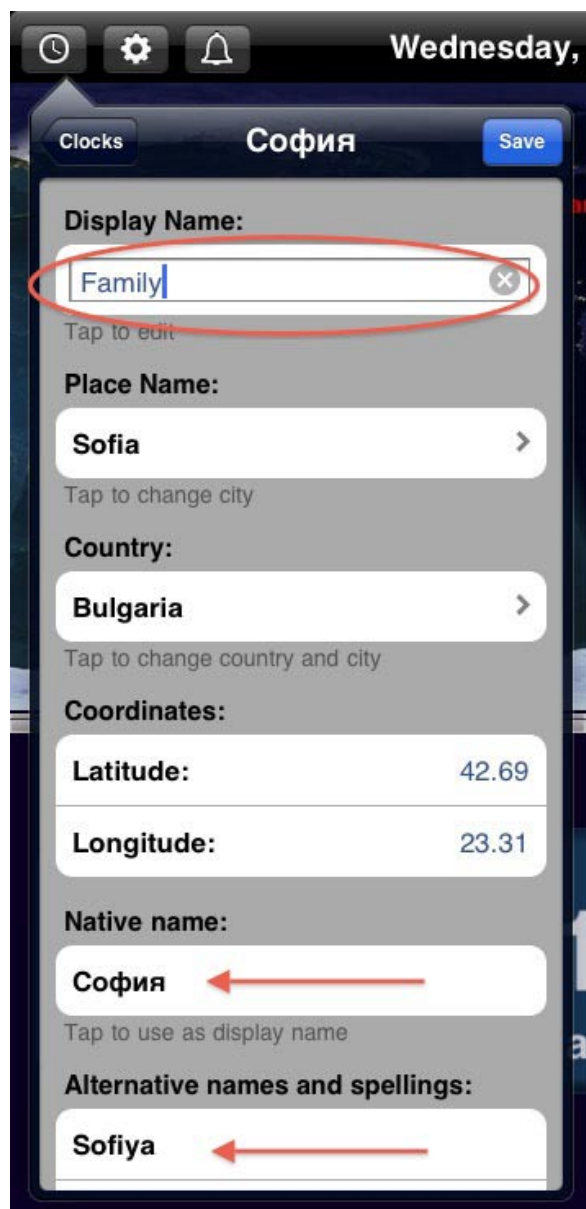 Wednesday,
Clocks
София
Save
Display Name:
Family
Tap to edit
Place Name:
Sofia
Tap to change city
Country:
Bulgaria
Tap to change country and city
Coordinates:
Latitude: 42.69
Longitude: 23.31
Native name:
София
Tap to use as display name
Alternative names and spellings:
Sofiya